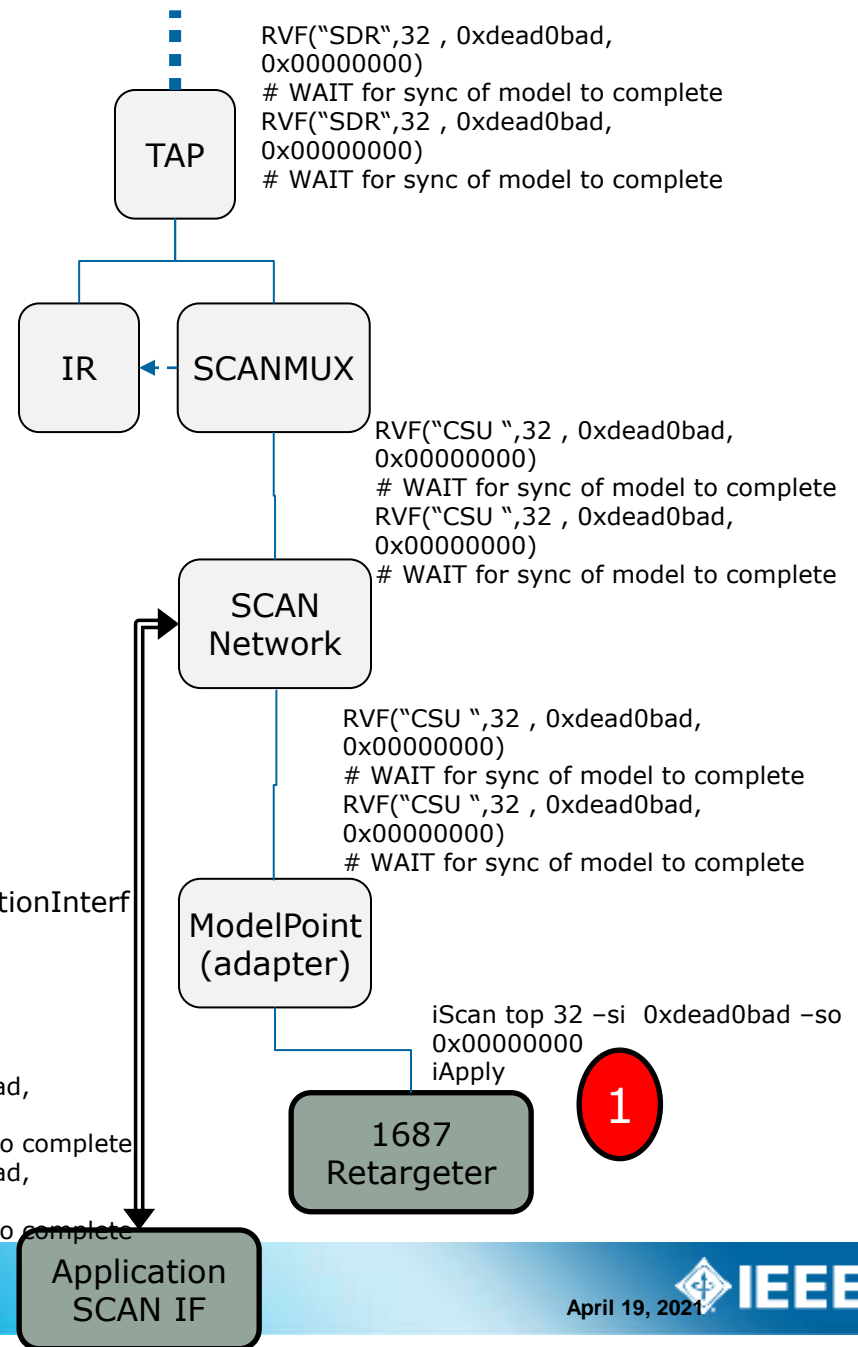 RVF(“SDR“,32 , 0xdead0bad,
0x00000000)
# WAIT for sync of model to complete
RVF(“SDR“,32 , 0xdead0bad,
0x00000000)
# WAIT for sync of model to complete
TAP
IR
SCANMUX
RVF(“CSU “,32 , 0xdead0bad,
0x00000000)
# WAIT for sync of model to complete
RVF(“CSU “,32 , 0xdead0bad,
0x00000000)
# WAIT for sync of model to complete
SCAN
Network
RVF(“CSU “,32 , 0xdead0bad,
0x00000000)
# WAIT for sync of model to complete
RVF(“CSU “,32 , 0xdead0bad,
0x00000000)
# WAIT for sync of model to complete
tionInterf
ModelPoint
(adapter)
iScan top 32 –si  0xdead0bad –so
0x00000000
iApply
1
ad,
o complete
ad,
o complete
1687
Retargeter
Application
SCAN IF
April 19, 2021
IEEE